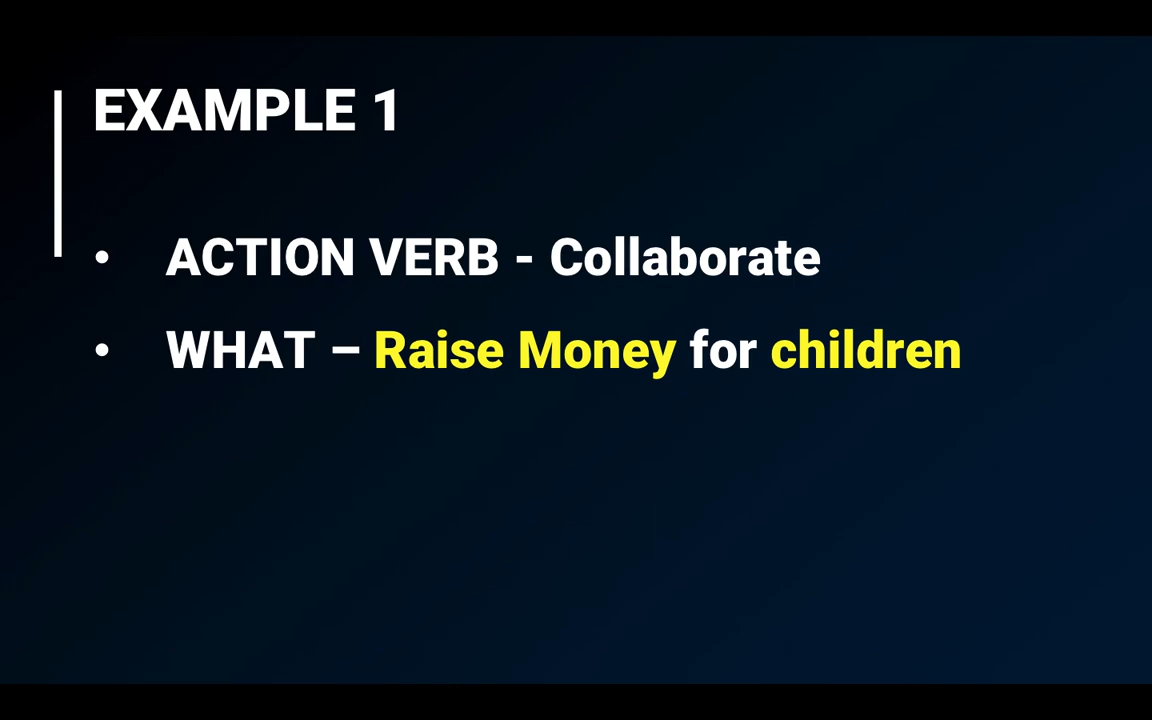 EXAMPLE 1
• ACTION VERB - Collaborate
• WHAT – Raise Money for children